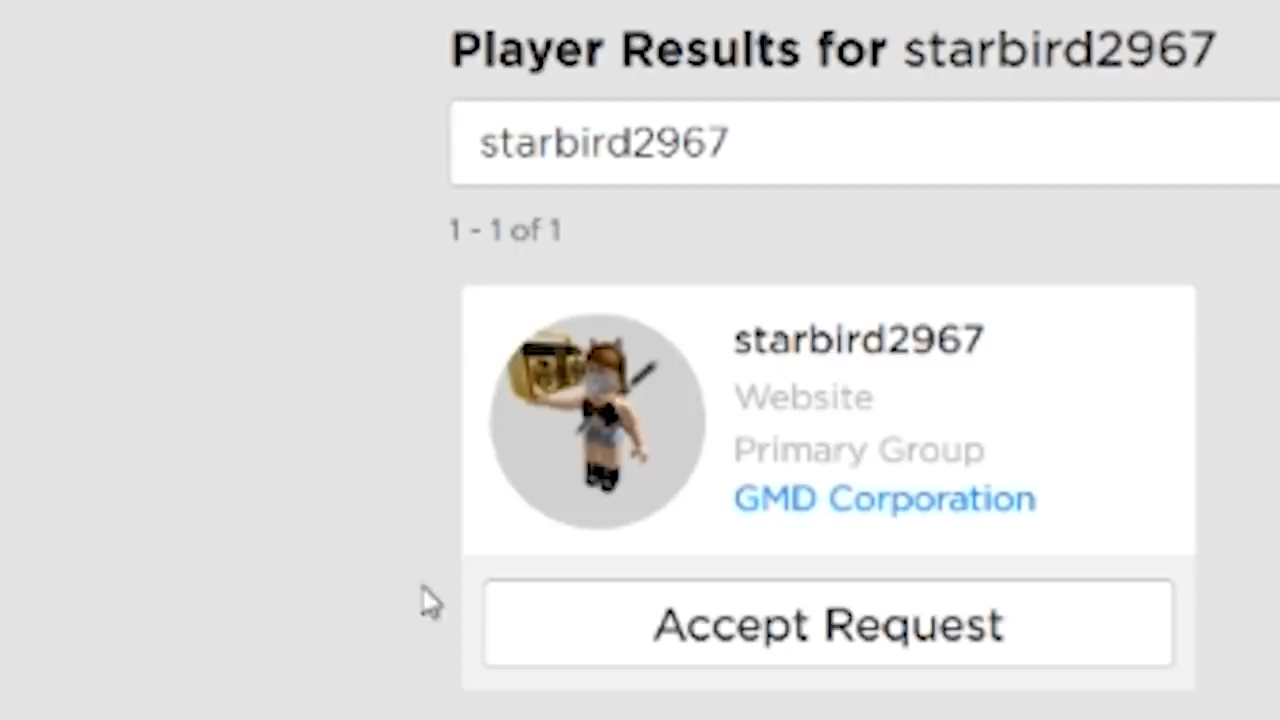 Player Results for starbird2967
starbird2967
1 - 1 of 1
starbird2967
Website
Primary Group
GMD Corporation
Accept Request